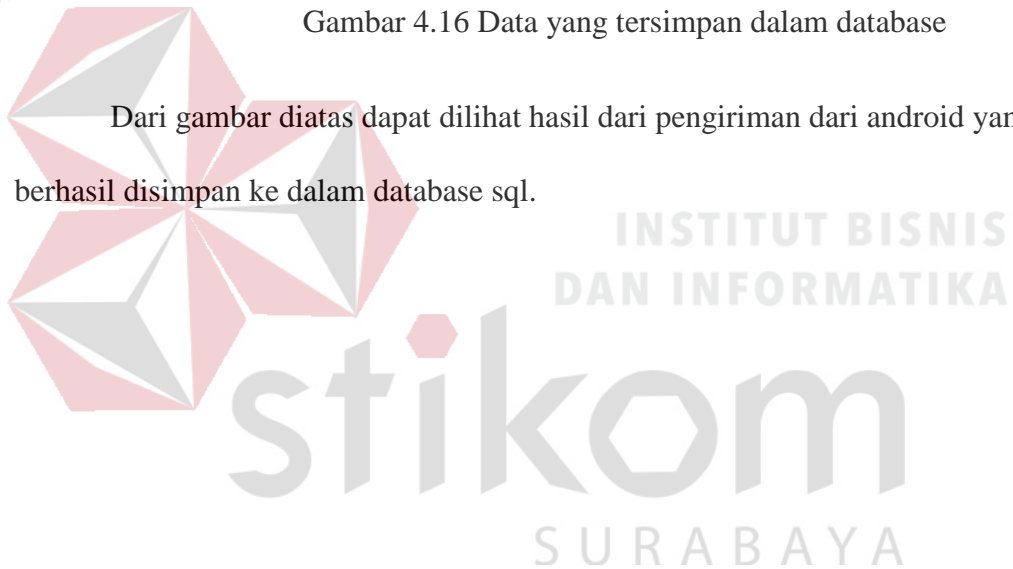 Gambar 4.16 Data yang tersimpan dalam database
Dari gambar diatas dapat dilihat hasil dari pengiriman dari android yan
berhasil disimpan ke dalam database sql.
INSTITUT BISNIS
DAN INFORMATIKA
stikom
SURABAYA